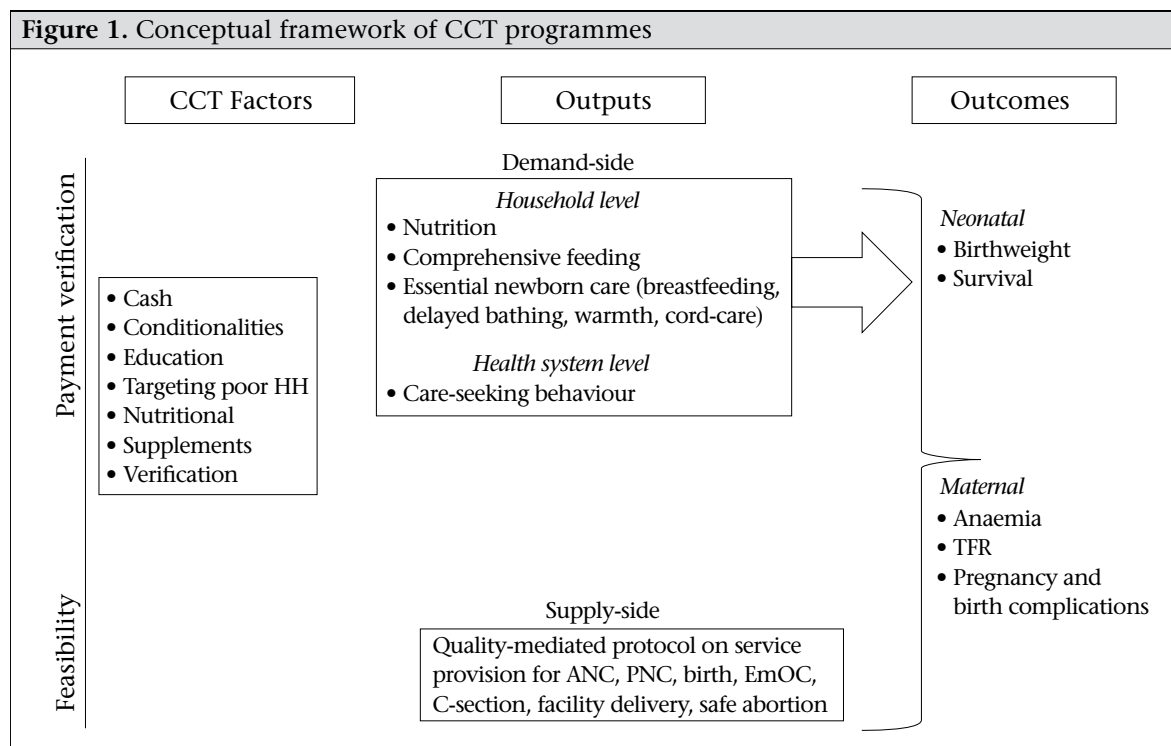 Figure 1. Conceptual framework of CCT programmes
CCT Factors
Outputs
Outcomes
Payment verification
Feasibility
• Cash
• Conditionalities
• Education
• Targeting poor HH
• Nutritional
• Supplements
• Verification
Demand-side
Household level
• Nutrition
• Comprehensive feeding
• Essential newborn care (breastfeeding,
delayed bathing, warmth, cord-care)
Health system level
• Care-seeking behaviour
Supply-side
Quality-mediated protocol on service
provision for ANC, PNC, birth, EmOC,
C-section, facility delivery, safe abortion
Neonatal
• Birthweight
• Survival
Maternal
• Anaemia
• TFR
• Pregnancy and
birth complications